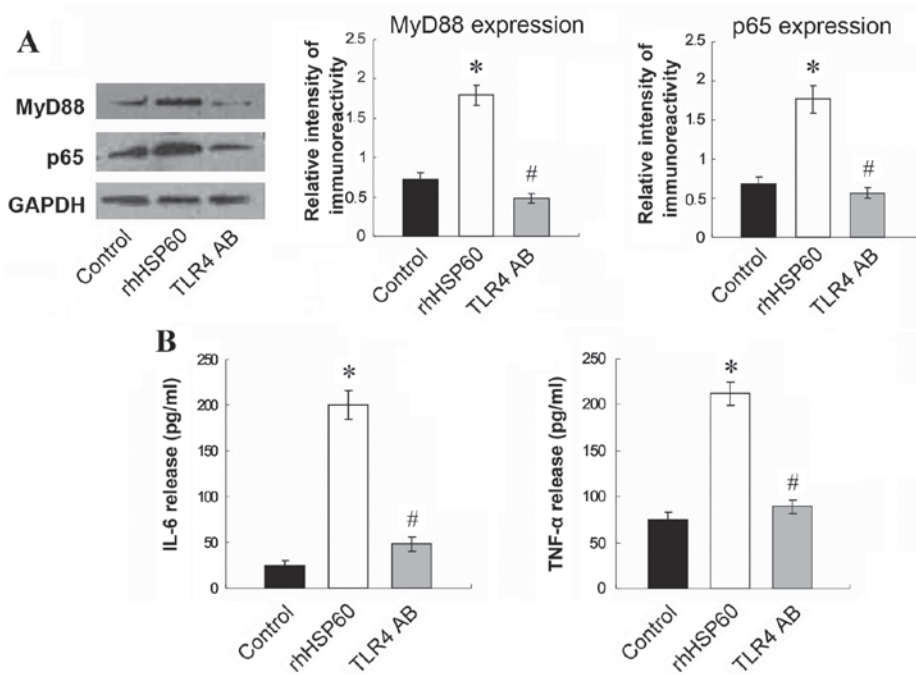 A
MyD88
p65
GAPDH
Control
rhHSP60
TLR4 AB
MyD88 expression
Relative intensity of
immunoreactivity
2.5
2
1.5
1
0.5
0
*
#
Control
rhHSP60
TLR4 AB
p65 expression
Relative intensity of
immunoreactivity
2.5
2
1.5
1
0.5
0
*
#
Control
rhHSP60
TLR4 AB
B
IL-6 release (pg/ml)
250
200
150
100
50
0
*
#
Control
rhHSP60
TLR4 AB
TNF-α release (pg/ml)
250
200
150
100
50
0
*
#
Control
rhHSP60
TLR4 AB